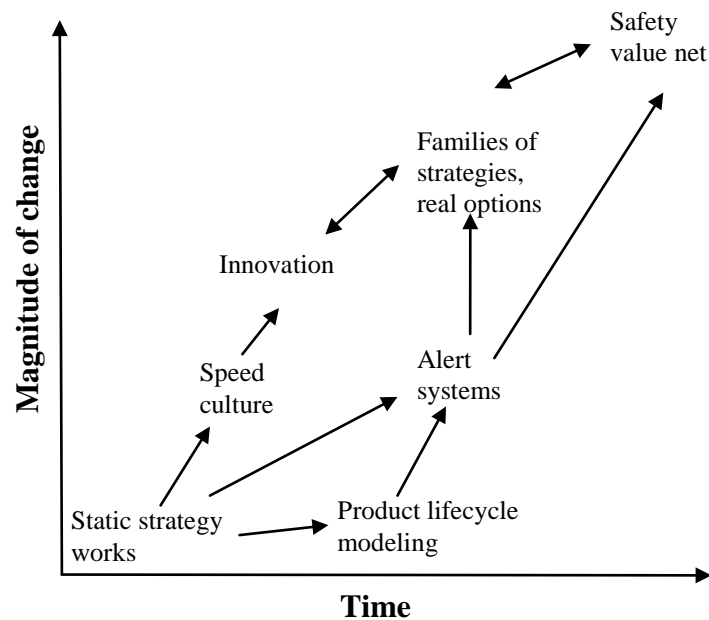 Safety
value net
Families of
strategies,
real options
Innovation
Alert
systems
Speed
culture
Product lifecycle
modeling
Static strategy
works
Magnitude of change
Time